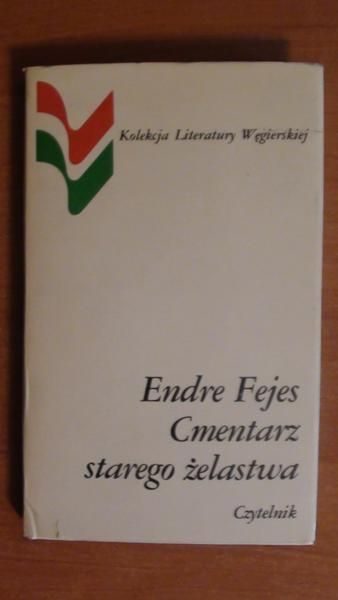 Kolekcja Literatury Węgierskiej
Endre Fejes
Cmentarz
starego żelastwa
Czytelnik